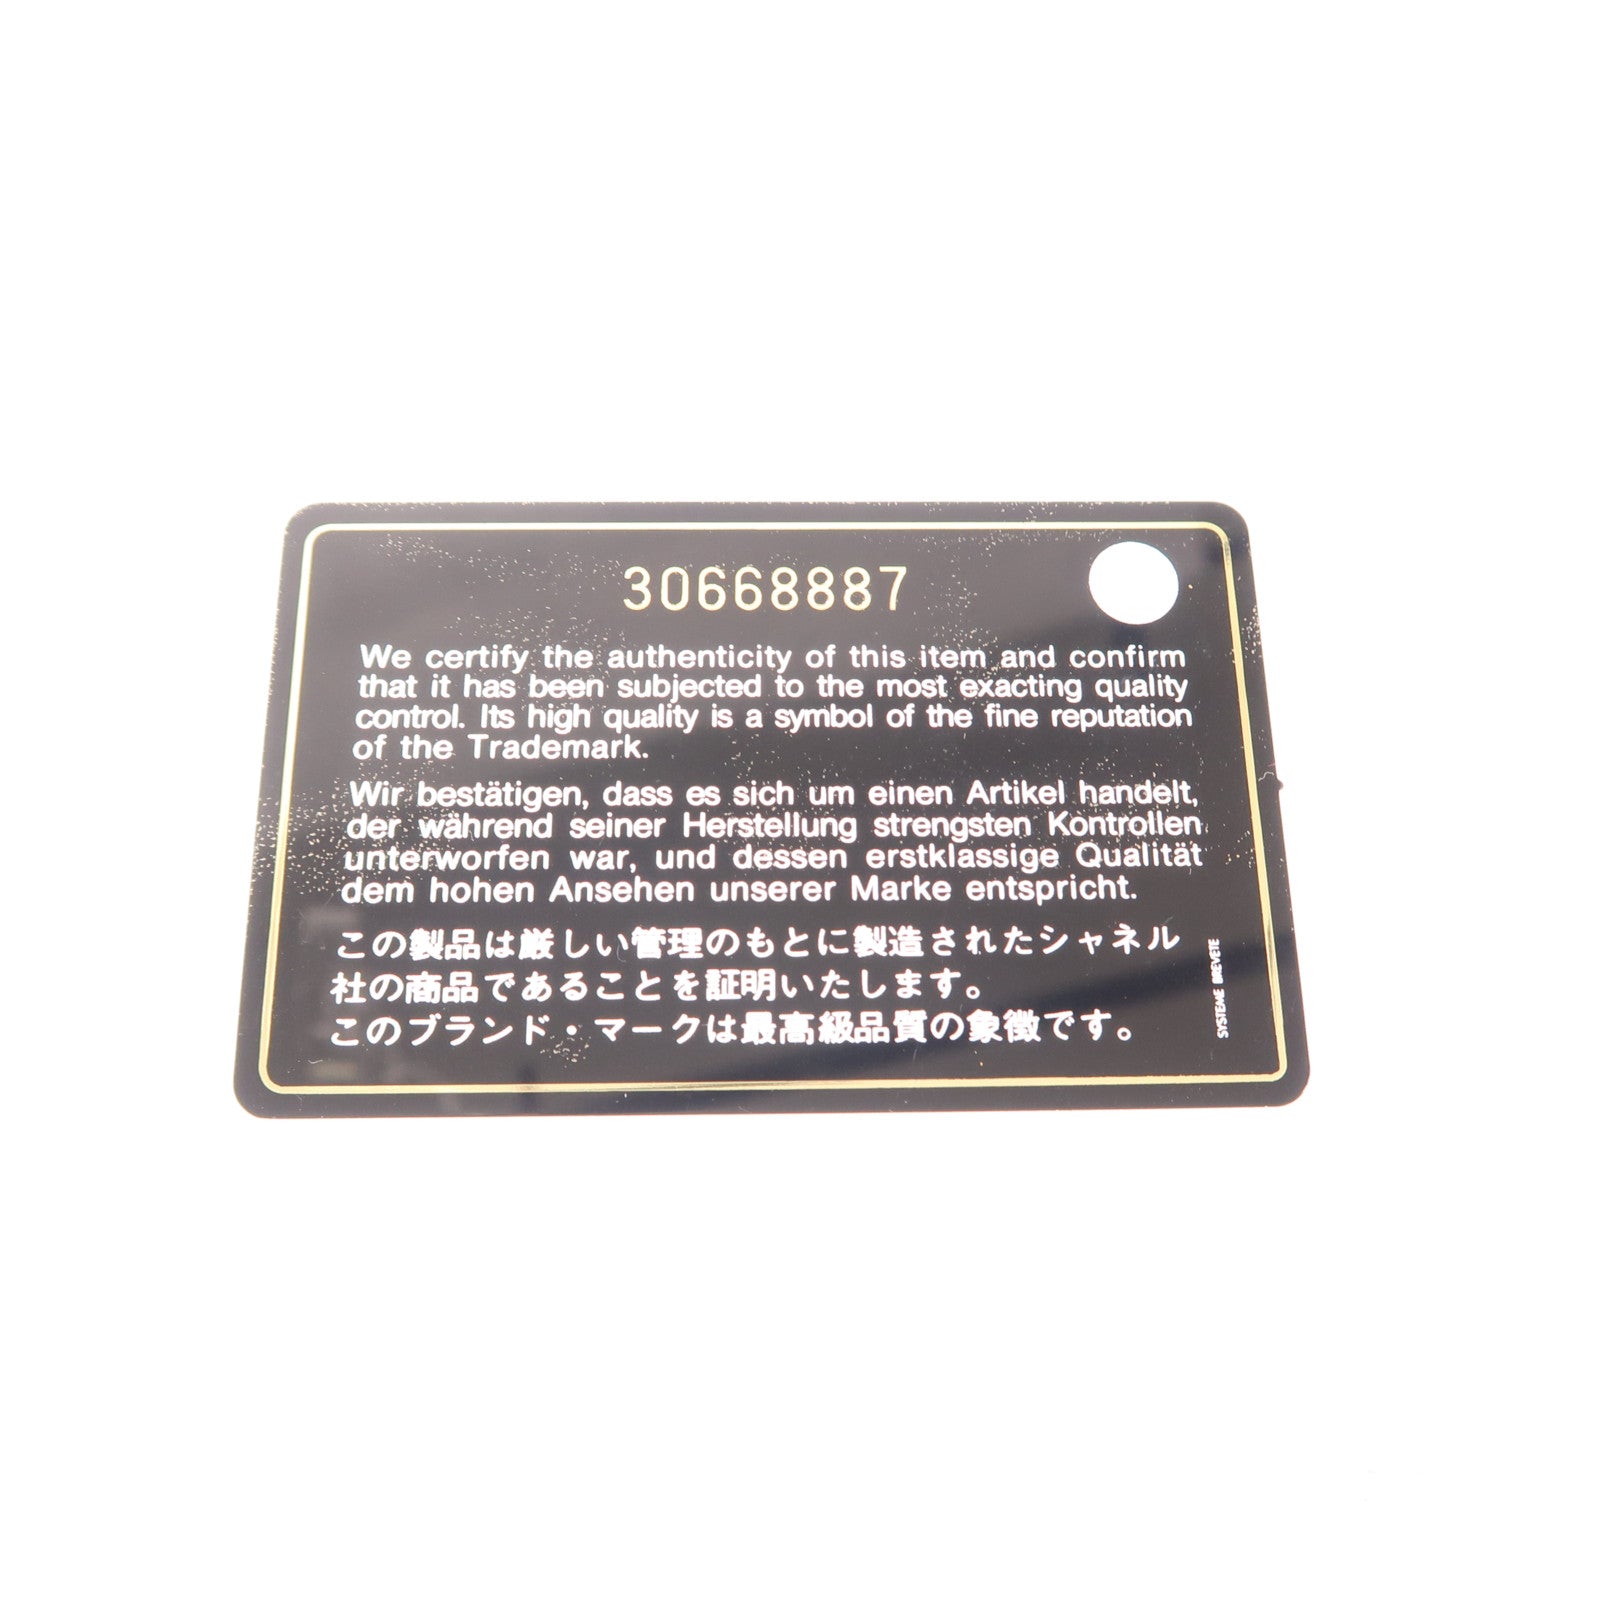 30668887
We certify the authenticity of this item and confirm
that it has been subjected to the most exacting quality
control. Its high quality is a symbol of the fine reputation
of the Trademark.
Wir bestätigen, dass es sich um einen Artikel handelt,
der während seiner Herstellung strengsten Kontrollen
unterworfen war, und dessen erstklassige Qualität
dem hohen Ansehen unserer Marke entspricht.
この製品は厳しい管理のもとに製造されたシャネル
社の商品であることを証明いたします。
このブランド・マークは最高級品質の象徴です。
SYSTEME BREVETE